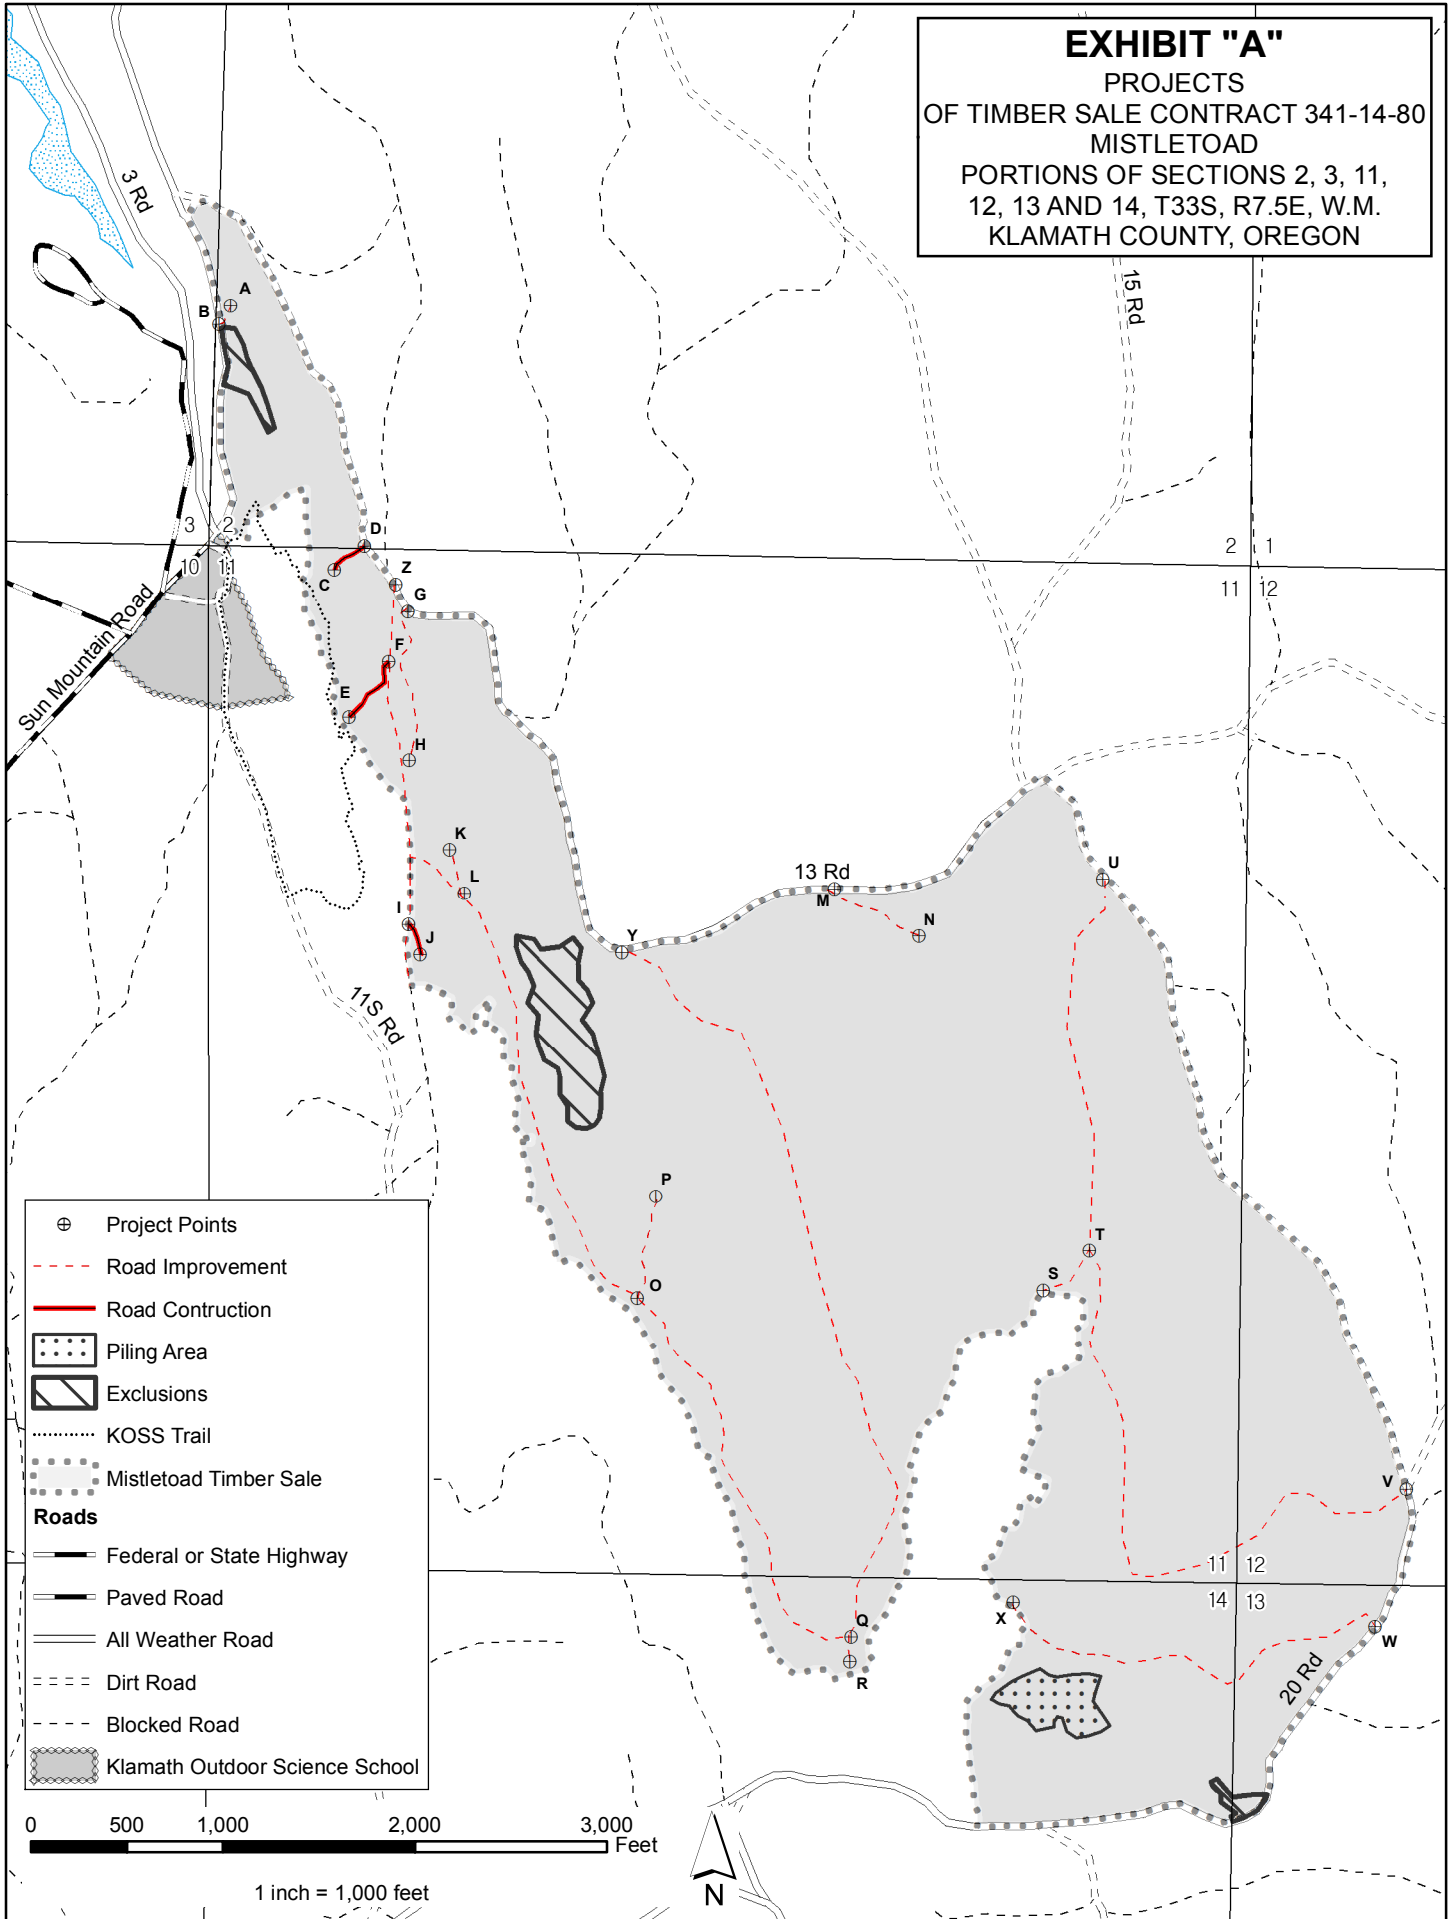 EXHIBIT "A"
PROJECTS
OF TIMBER SALE CONTRACT 341-14-80
MISTLETOAD
PORTIONS OF SECTIONS 2, 3, 11,
12, 13 AND 14, T33S, R7.5E, W.M.
KLAMATH COUNTY, OREGON
3 Rd
15 Rd
A
B
3 2
10 11
D
C
Z
G
F
E
H
2 1
11 12
Sun Mountain Road
K
L
I
J
13 Rd
M
N
U
Y
11S Rd
P
O
T
S
V
11 12
14 13
X
W
Q
R
20 Rd
Project Points
Road Improvement
Road Contruction
Piling Area
Exclusions
KOSS Trail
Mistletoad Timber Sale
Roads
Federal or State Highway
Paved Road
All Weather Road
Dirt Road
Blocked Road
Klamath Outdoor Science School
0 500 1,000 2,000 3,000
Feet
1 inch = 1,000 feet
N